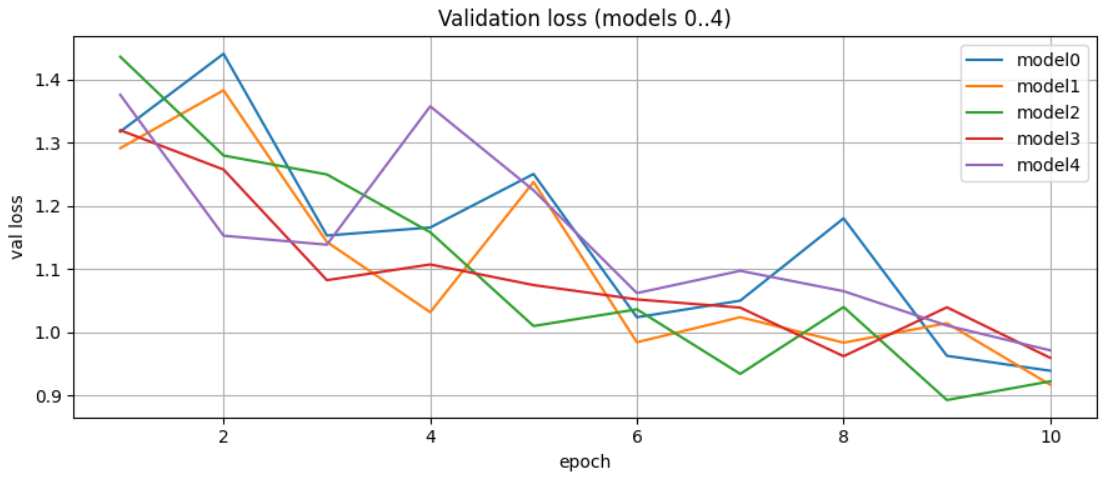 Validation loss (models 0..4)
val loss
1.4
1.3
1.2
1.1
1.0
0.9
model0
model1
model2
model3
model4
2 4 6 8 10
epoch